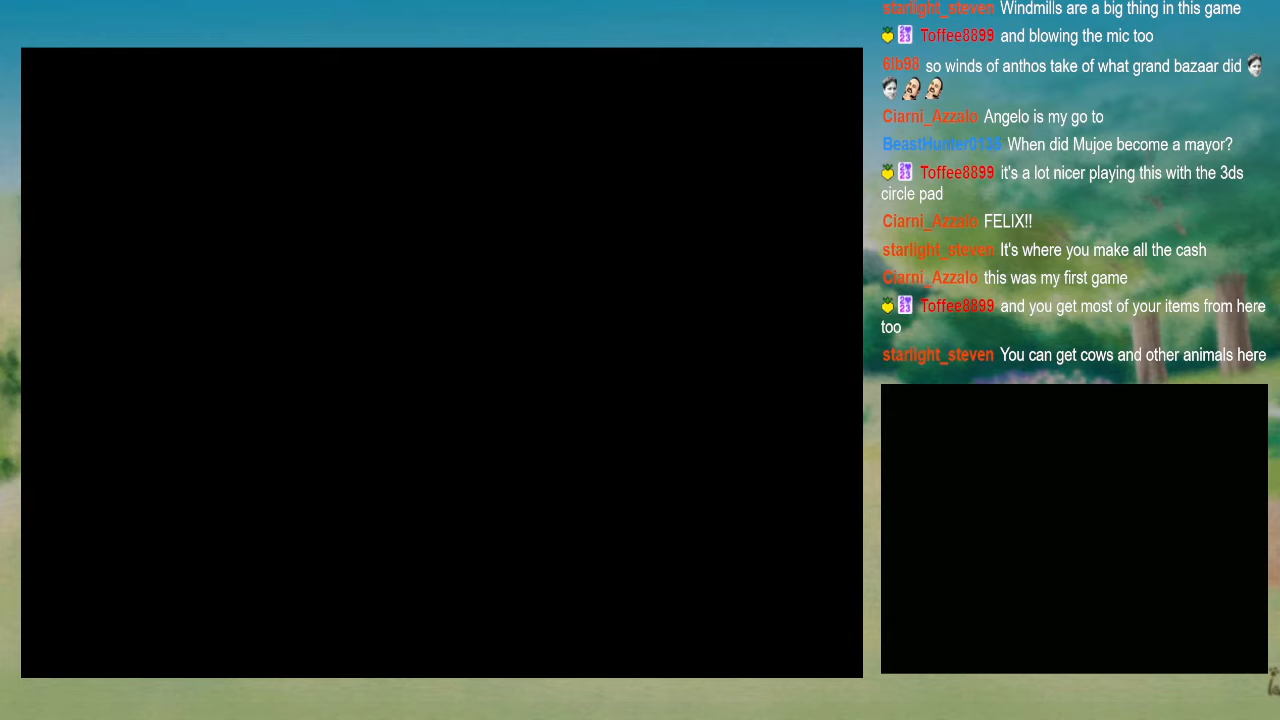 starlight_steven Windmills are a big thing in this game
Toffee8899 and blowing the mic too
6lb98 so winds of anthos take of what grand bazaar did
Ciarni_Azzalo Angelo is my go to
When did Mujoe become a mayor?
Toffee8899 it's a lot nicer playing this with the 3ds
circle pad
Ciarni_Azzalo FELIX!!
starlight_steven It's where you make all the cash
Ciarni_Azzalo this was my first game
Toffee8899 and you get most of your items from here
too
starlight_steven You can get cows and other animals here